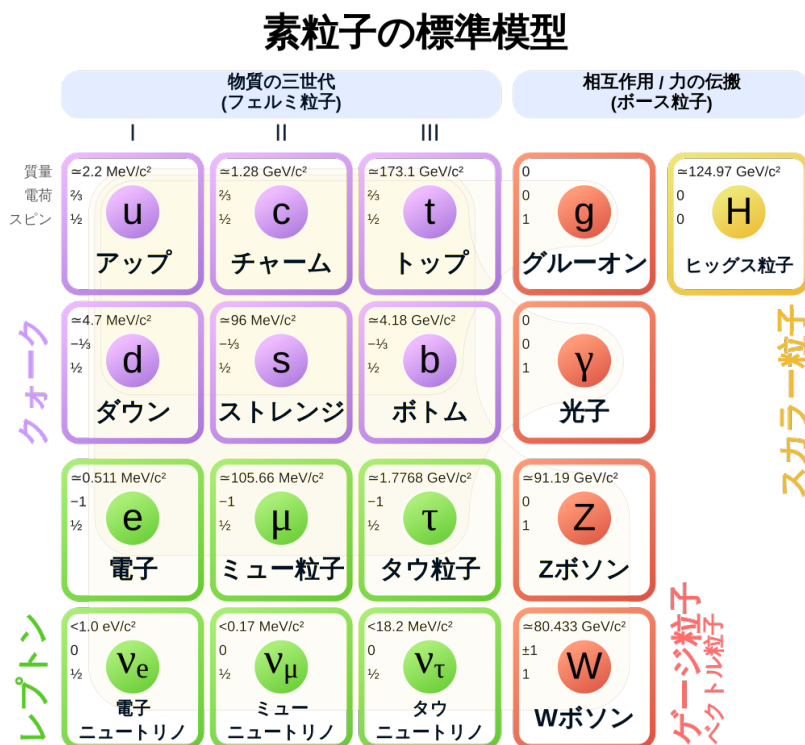 素粒子の標準模型
物質の三世代
(フェルミ粒子)
相互作用 / 力の伝搬
(ボース粒子)
I
II
III
質量
電荷
スピン
≃2.2 MeV/c²
⅔
½
u
アップ
≃1.28 GeV/c²
⅔
½
c
チャーム
≃173.1 GeV/c²
⅔
½
t
トップ
0
0
1
g
グルーオン
≃124.97 GeV/c²
0
0
H
ヒッグス粒子
クォーク
≃4.7 MeV/c²
−⅓
½
d
ダウン
≃96 MeV/c²
−⅓
½
s
ストレンジ
≃4.18 GeV/c²
−⅓
½
b
ボトム
0
0
1
γ
光子
スカラー粒子
≃0.511 MeV/c²
−1
½
e
電子
≃105.66 MeV/c²
−1
½
μ
ミュー粒子
≃1.7768 GeV/c²
−1
½
τ
タウ粒子
≃91.19 GeV/c²
0
1
Z
Zボソン
レプトン
<1.0 eV/c²
0
½
νe
電子
ニュートリノ
<0.17 MeV/c²
0
½
νμ
ミュー
ニュートリノ
<18.2 MeV/c²
0
½
ντ
タウ
ニュートリノ
≃80.433 GeV/c²
±1
1
W
Wボソン
ゲージ粒子
ベクトル粒子